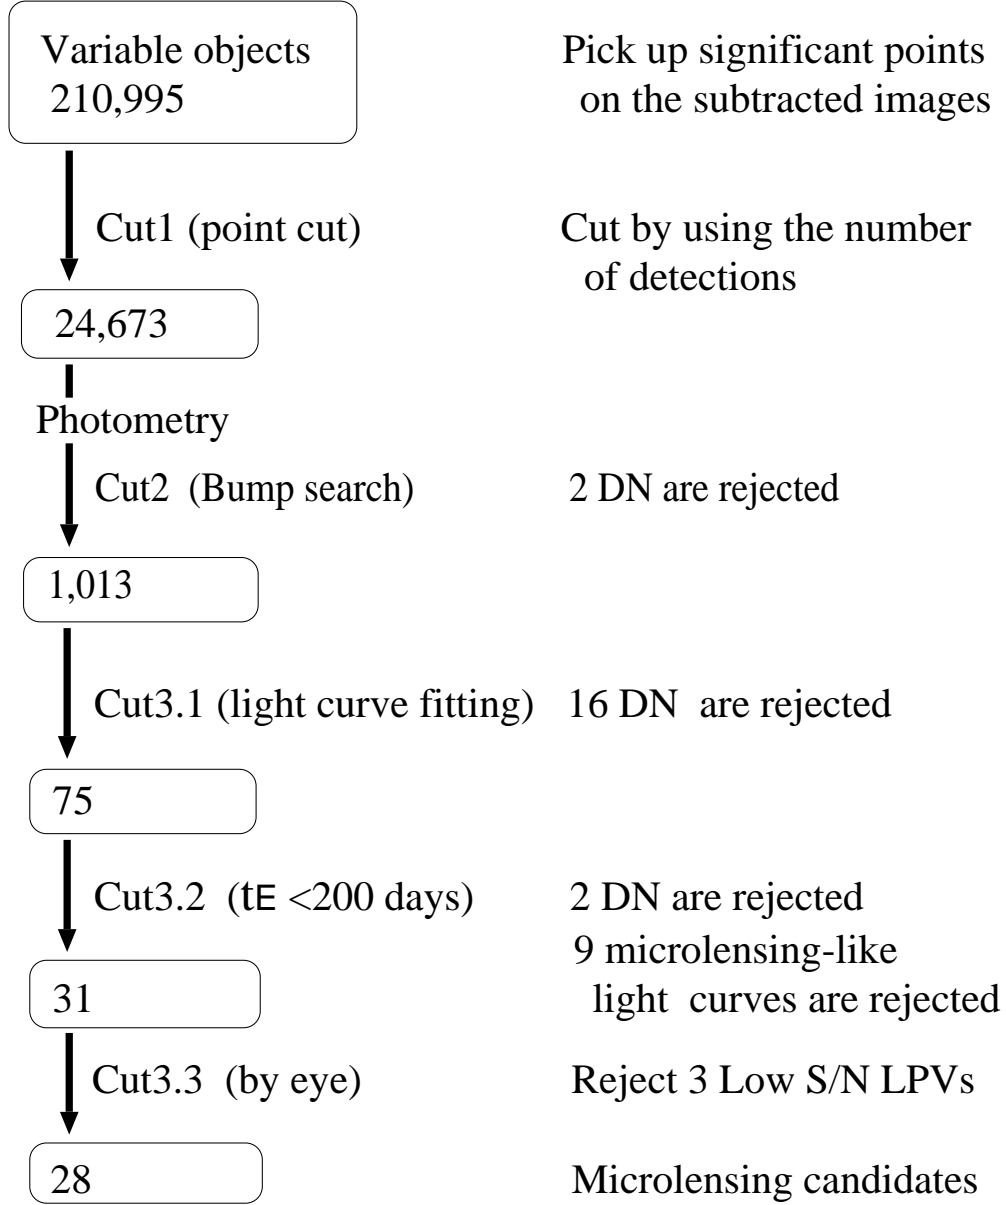 Variable objects
210,995
Pick up significant points
on the subtracted images
Cut1 (point cut)
Cut by using the number
of detections
24,673
Photometry
Cut2 (Bump search)
2 DN are rejected
1,013
Cut3.1 (light curve fitting)
16 DN are rejected
75
Cut3.2 (tE <200 days)
2 DN are rejected
9 microlensing-like
light curves are rejected
31
Cut3.3 (by eye)
Reject 3 Low S/N LPVs
28
Microlensing candidates